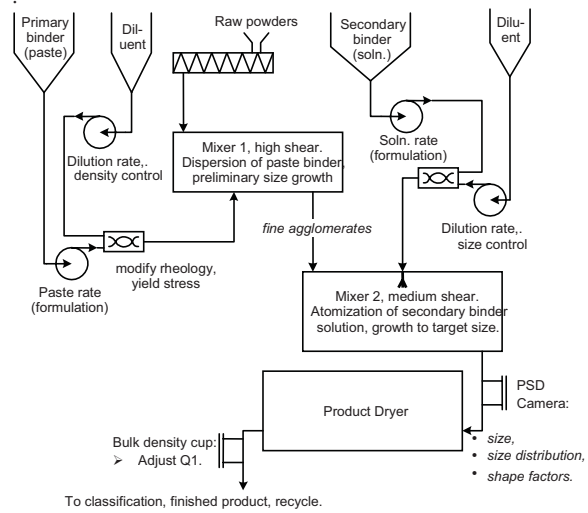 Primary
binder
(paste)
Dil-
uent
Raw powders
Secondary
binder
(soln.)
Dilu-
ent
Dilution rate,.
density control
Mixer 1, high shear.
Dispersion of paste binder,
preliminary size growth
Soln. rate
(formulation)
fine agglomerates
Dilution rate,.
size control
modify rheology,
yield stress
Paste rate
(formulation)
Mixer 2, medium shear.
Atomization of secondary binder
solution, growth to target size.
PSD
Camera:
Product Dryer
• size,
• size distribution,
• shape factors.
Bulk density cup:
➢ Adjust Q1.
To classification, finished product, recycle.